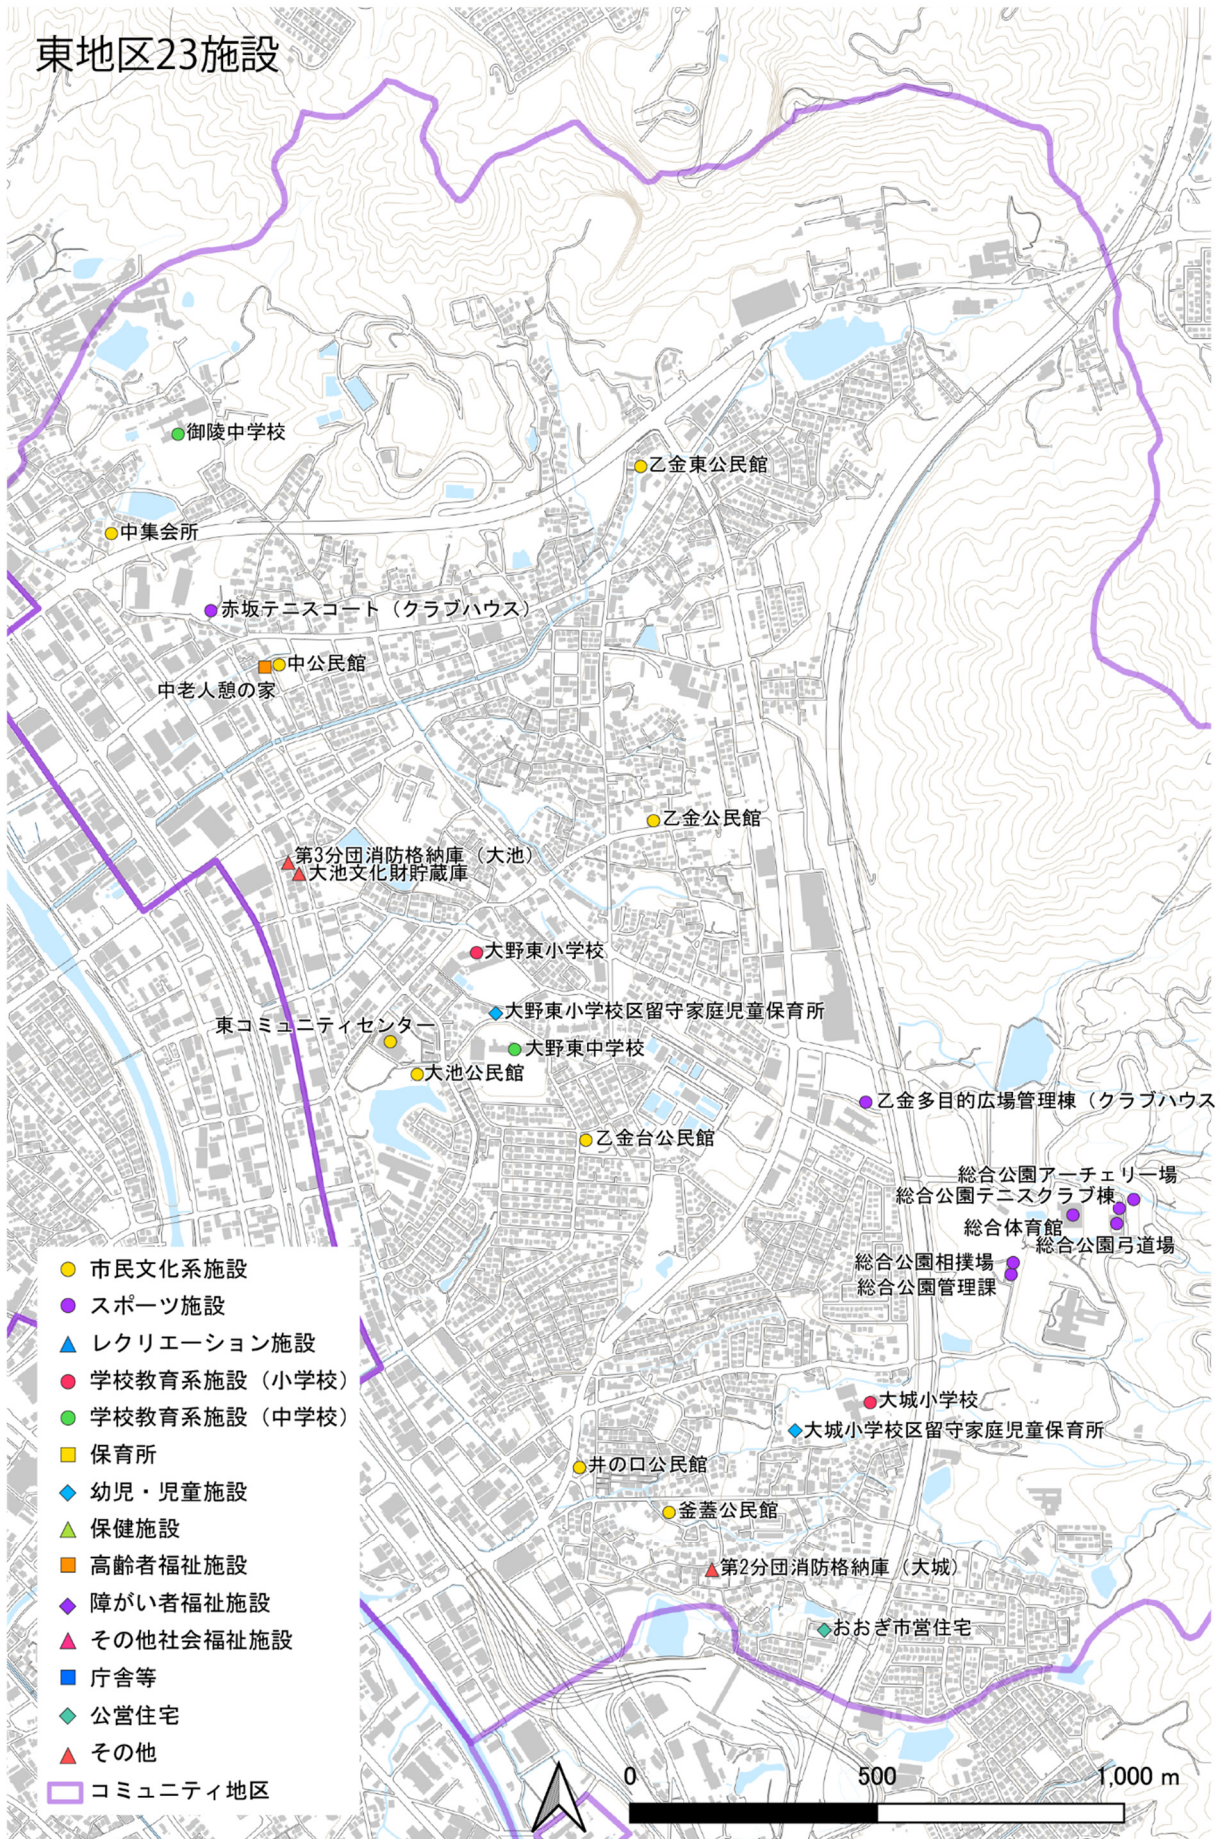 東地区23施設
御陵中学校
乙金東公民館
中集会所
赤坂テニスコート（クラブハウス）
中公民館
中老人憩の家
乙金公民館
第3分団消防格納庫（大池）
大池文化財貯蔵庫
大野東小学校
大野東小学校区留守家庭児童保育所
東コミュニティセンター
大野東中学校
大池公民館
乙金多目的広場管理棟（クラブハウス
乙金台公民館
総合公園アーチェリー場
総合公園テニスクラブ棟
総合体育館
総合公園弓道場
総合公園相撲場
総合公園管理課
大城小学校
大城小学校区留守家庭児童保育所
井の口公民館
釜蓋公民館
第2分団消防格納庫（大城）
おおぎ市営住宅
市民文化系施設
スポーツ施設
レクリエーション施設
学校教育系施設（小学校）
学校教育系施設（中学校）
保育所
幼児・児童施設
保健施設
高齢者福祉施設
障がい者福祉施設
その他社会福祉施設
庁舎等
公営住宅
その他
コミュニティ地区
0 500 1,000 m